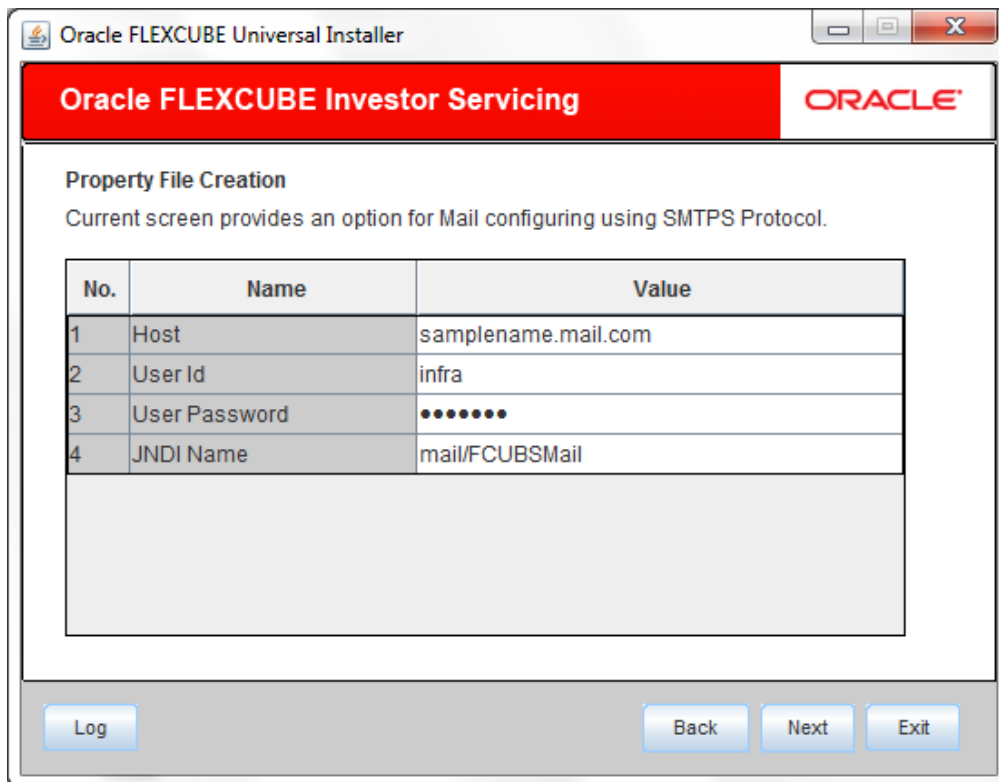 Oracle FLEXCUBE Universal Installer
Oracle FLEXCUBE Investor Servicing
ORACLE
Property File Creation
Current screen provides an option for Mail configuring using SMTPS Protocol.
No. Name Value
1 Host samplename.mail.com
2 User Id infra
3 User Password •••••••
4 JNDI Name mail/FCUBSMail
Log Back Next Exit